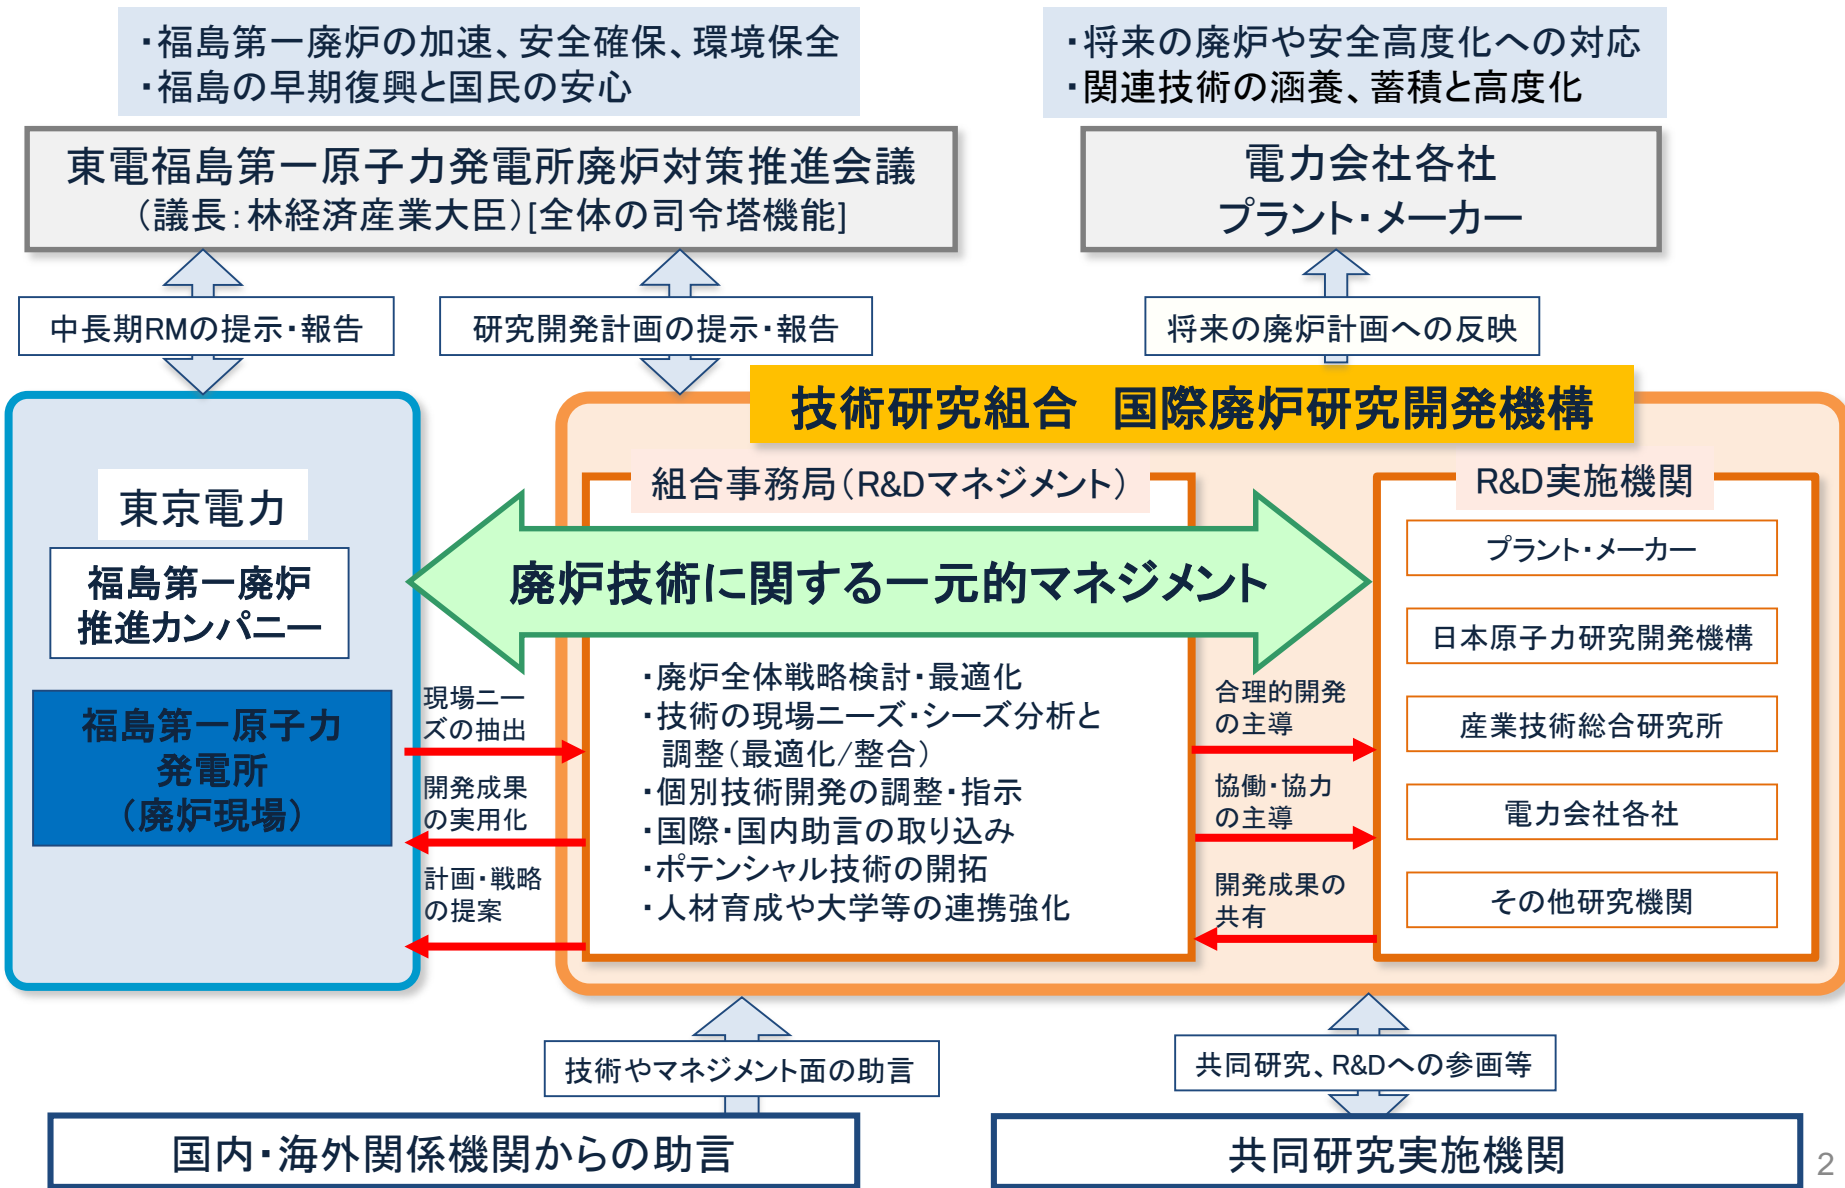 ・福島第一廃炉の加速、安全確保、環境保全
・福島の早期復興と国民の安心
・将来の廃炉や安全高度化への対応
・関連技術の涵養、蓄積と高度化
東電福島第一原子力発電所廃炉対策推進会議
（議長：林経済産業大臣）[全体の司令塔機能]
電力会社各社
プラント・メーカー
中長期RMの提示・報告
研究開発計画の提示・報告
将来の廃炉計画への反映
技術研究組合　国際廃炉研究開発機構
東京電力
福島第一廃炉
推進カンパニー
福島第一原子力
発電所
（廃炉現場）
組合事務局（R&Dマネジメント）
R&D実施機関
廃炉技術に関する一元的マネジメント
現場ニー
ズの抽出
開発成果
の実用化
計画・戦略
の提案
・廃炉全体戦略検討・最適化
・技術の現場ニーズ・シーズ分析と
調整（最適化/整合）
・個別技術開発の調整・指示
・国際・国内助言の取り込み
・ポテンシャル技術の開拓
・人材育成や大学等の連携強化
合理的開発
の主導
協働・協力
の主導
開発成果の
共有
プラント・メーカー
日本原子力研究開発機構
産業技術総合研究所
電力会社各社
その他研究機関
技術やマネジメント面の助言
共同研究、R&Dへの参画等
国内・海外関係機関からの助言
共同研究実施機関
2